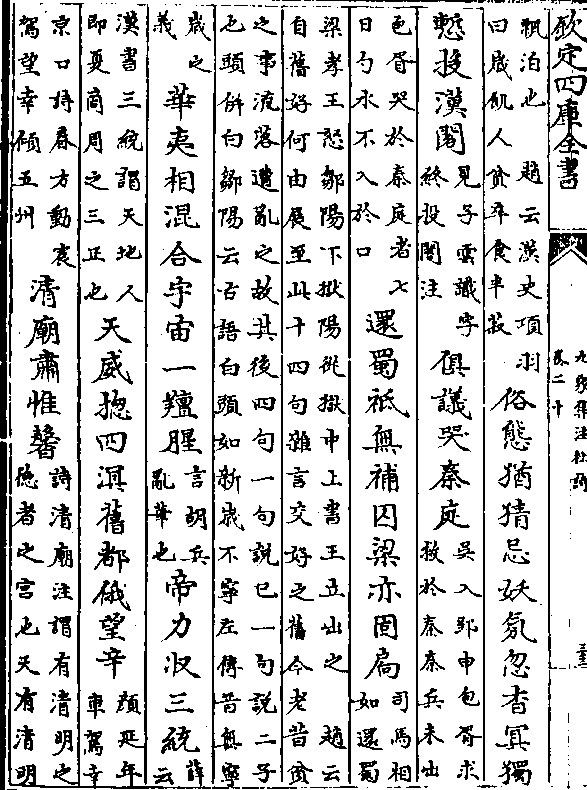 欽定四庫全書
九家集注杜詩
卷二十
飄泊也 趙云漢史項羽
曰歲飢人貧卒食半菽
俗態猶猜忌妖氛忽杳冥獨
慙投漢閣
見子雲識字
終投閣注
俱議哭秦庭
吳入郢申包胥求
救於秦秦兵未出
包胥哭於秦庭者七
日勺水不入於口
還蜀祗無補囚梁亦固扃
司馬相
如還蜀
梁孝王怒鄒陽下獄陽從獄中上書王立出之 趙云
自舊好何由展至此十四句雜言交好之舊今老昔貧
之事流落遭亂之故其後四句一句說已一句說二子
也頭併白鄒陽云古語白頭如新歲不寧左傳昔無寧
歲之
義
華夷相混合宇宙一羶腥
言胡兵
亂華也
帝力收三統
薛
云
漢書三統謂天地人
即夏商周之三正也
天威揔四溟舊都俄望幸
顔延年
車駕幸
京口詩春方動宸
駕望幸傾五州
清廟肅惟馨
詩清廟注謂有清明之
德者之宮也天有清明